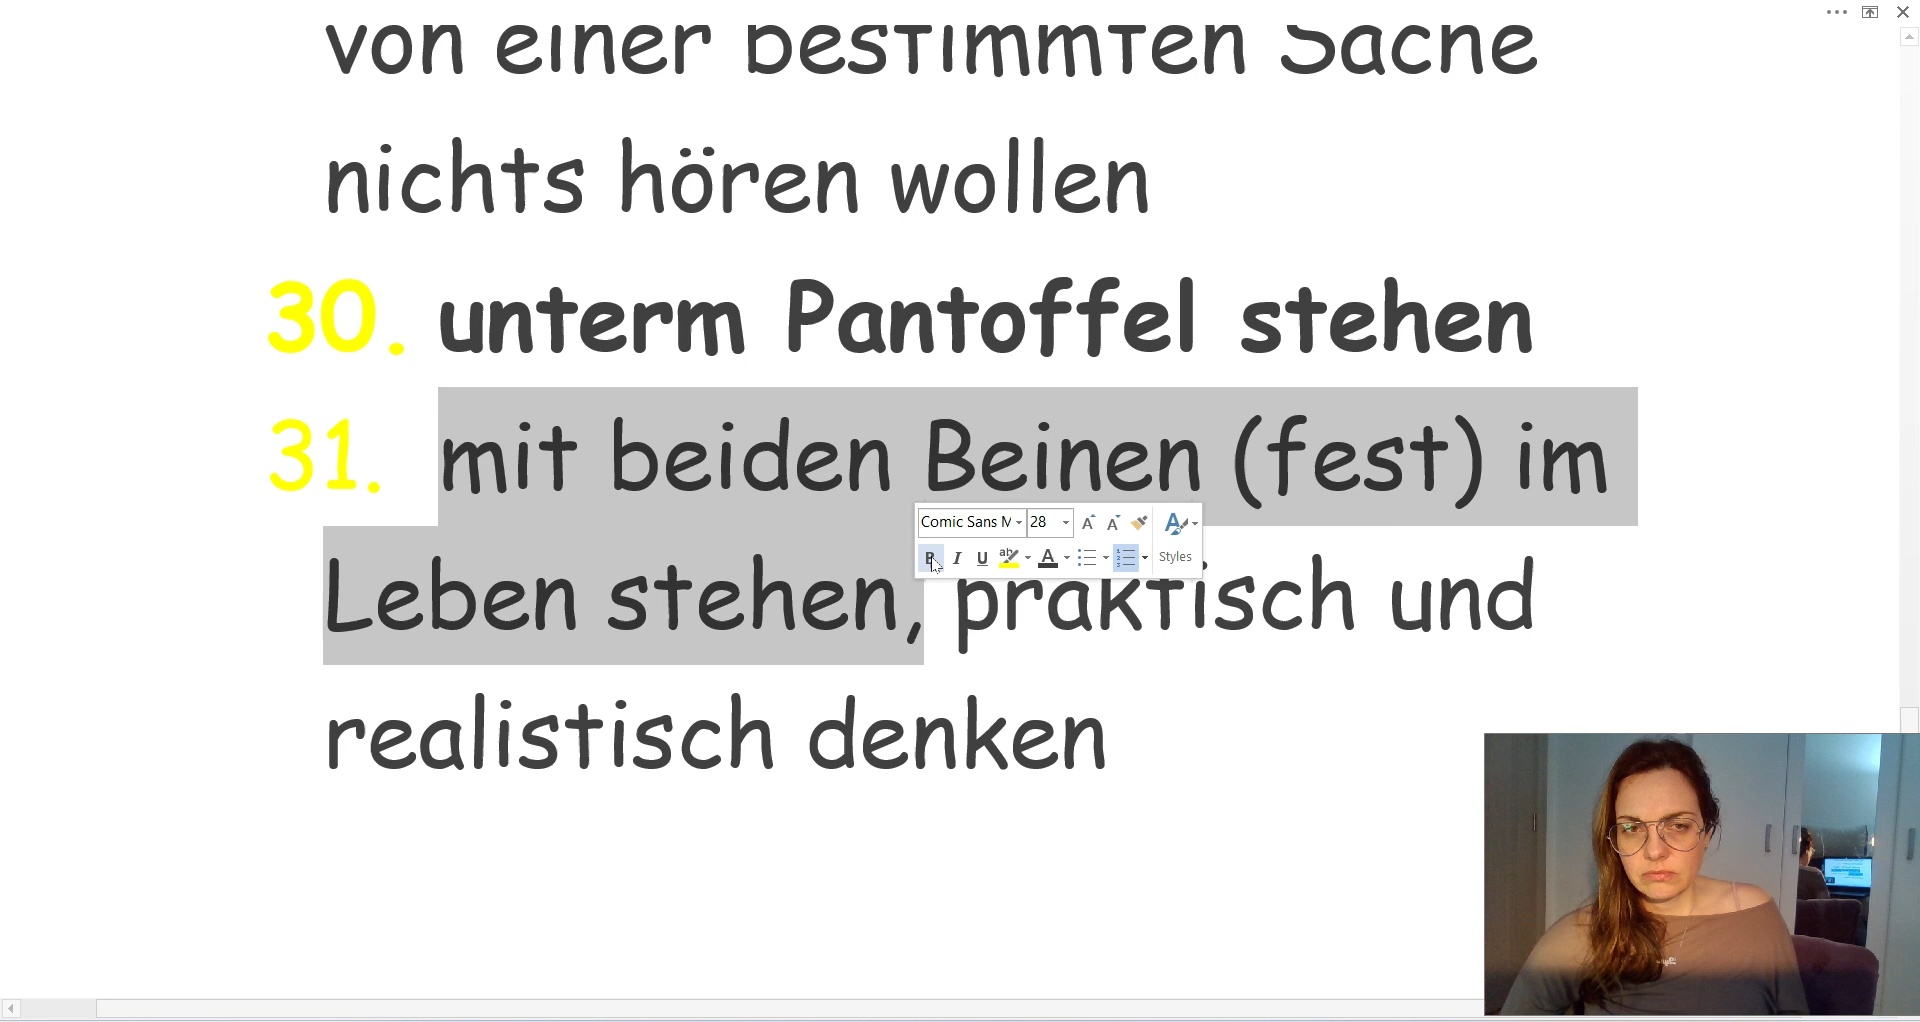 von einer bestimmten Sache
nichts hören wollen
30. unterm Pantoffel stehen
31. mit beiden Beinen (fest) im
Comic Sans M 28 A A A
B I U ab A Styles
Leben stehen, praktisch und
realistisch denken